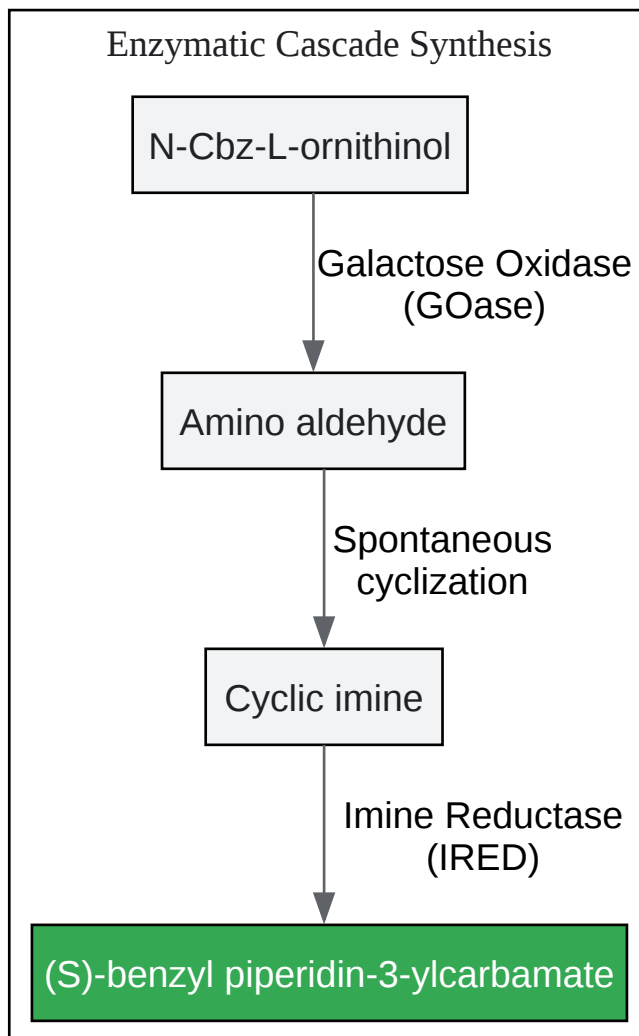 Enzymatic Cascade Synthesis
N-Cbz-L-ornithinol
Galactose Oxidase
(GOase)
Amino aldehyde
Spontaneous
cyclization
Cyclic imine
Imine Reductase
(IRED)
(S)-benzyl piperidin-3-ylcarbamate